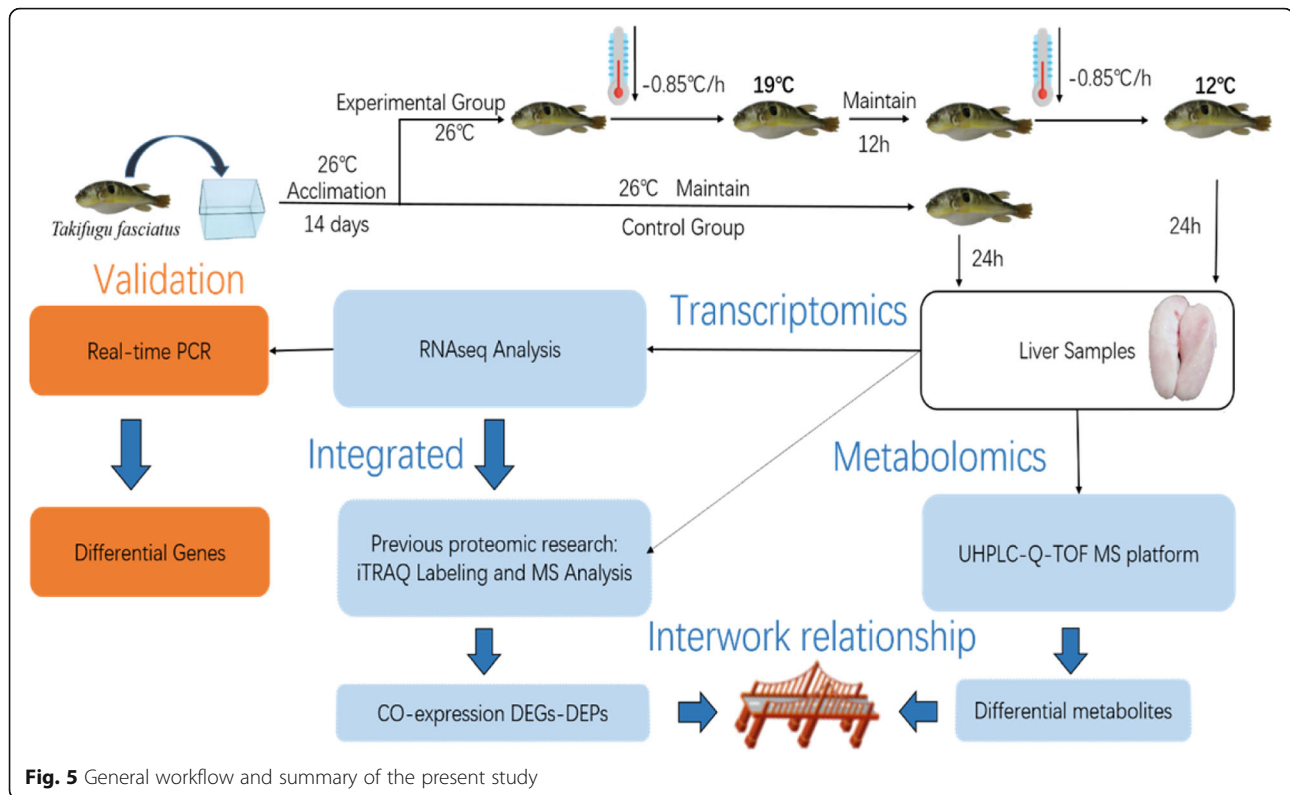 -0.85℃/h
19℃
Maintain
12h
-0.85℃/h
12℃
Experimental Group
26℃
26℃
Acclimation
14 days
Takifugu fasciatus
26℃ Maintain
Control Group
24h
24h
Validation
Transcriptomics
Real-time PCR
RNAseq Analysis
Liver Samples
Integrated
Metabolomics
Differential Genes
Previous proteomic research:
iTRAQ Labeling and MS Analysis
UHPLC-Q-TOF MS platform
Interwork relationship
CO-expression DEGs-DEPs
Differential metabolites
Fig. 5 General workflow and summary of the present study